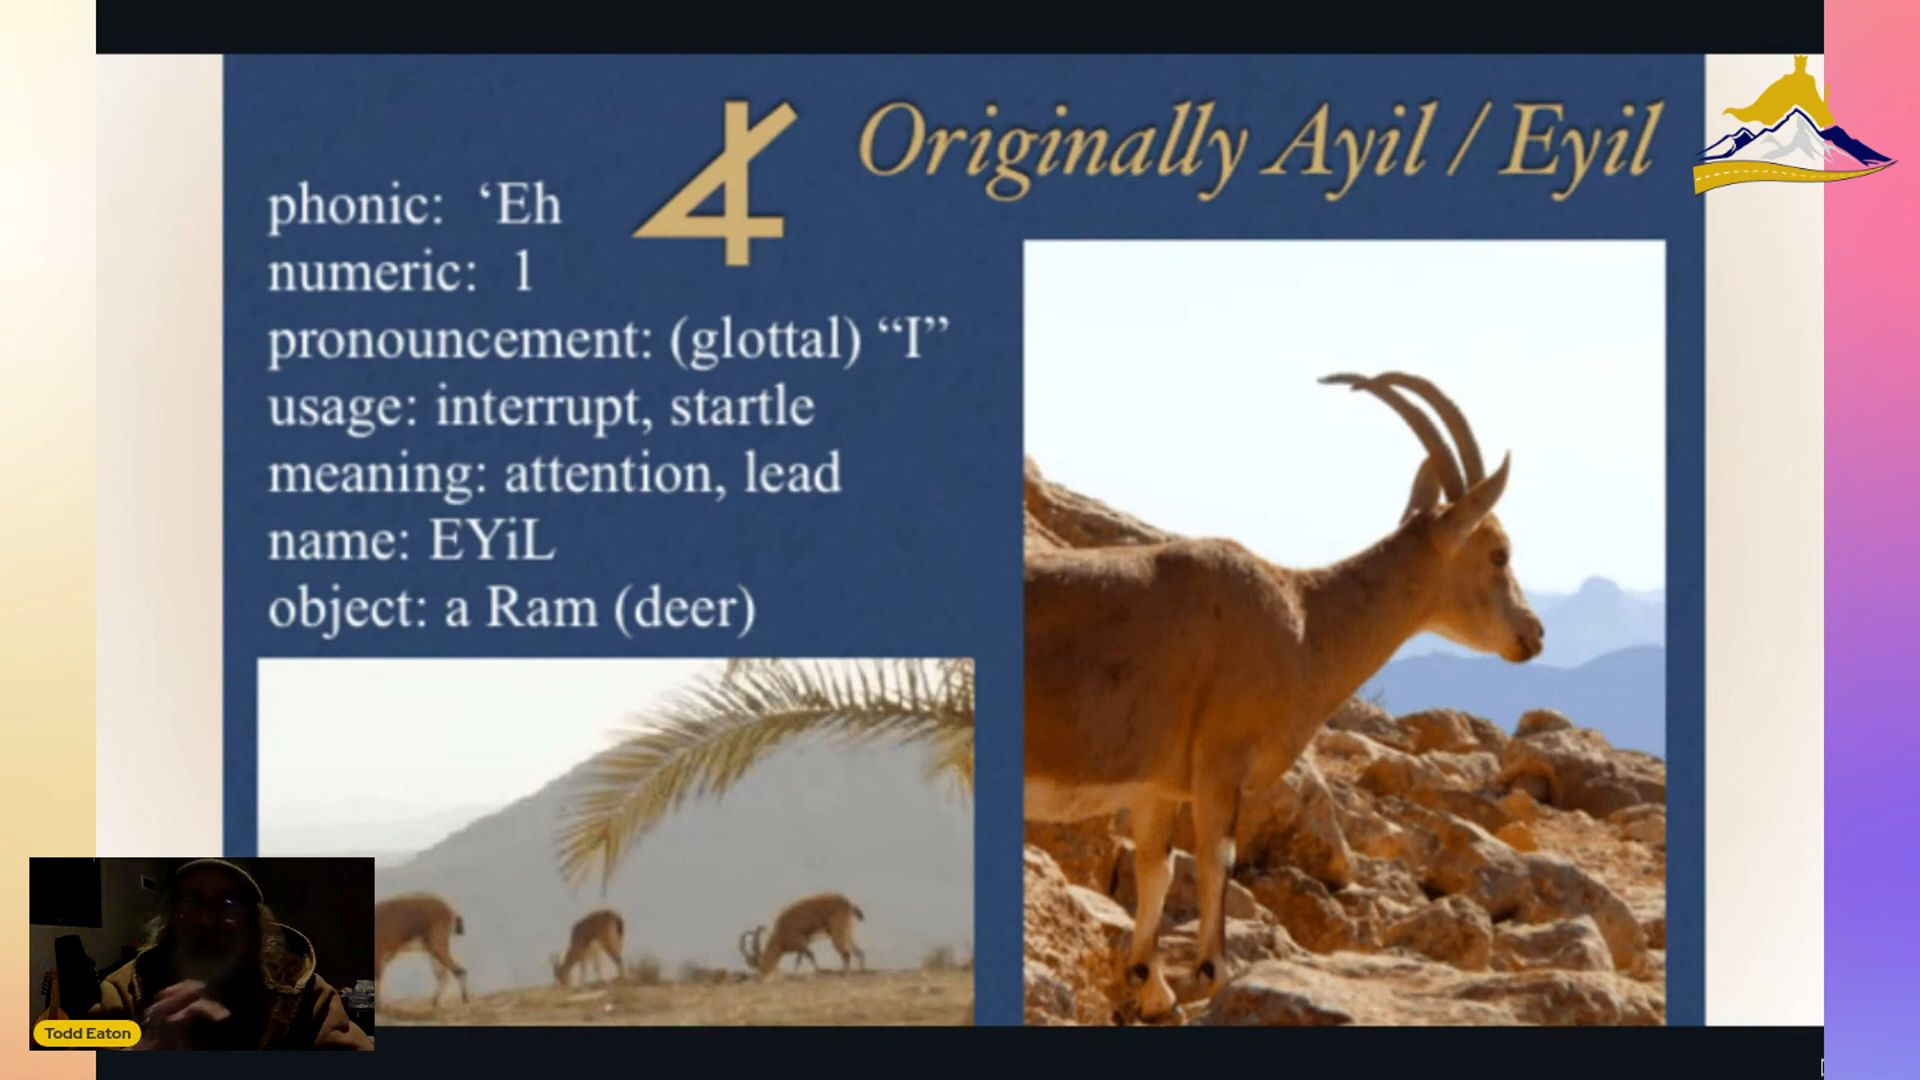 Originally Ayil / Eyil
phonic: ‘Eh
numeric: 1
pronouncement: (glottal) “I”
usage: interrupt, startle
meaning: attention, lead
name: EYiL
object: a Ram (deer)
Todd Eaton